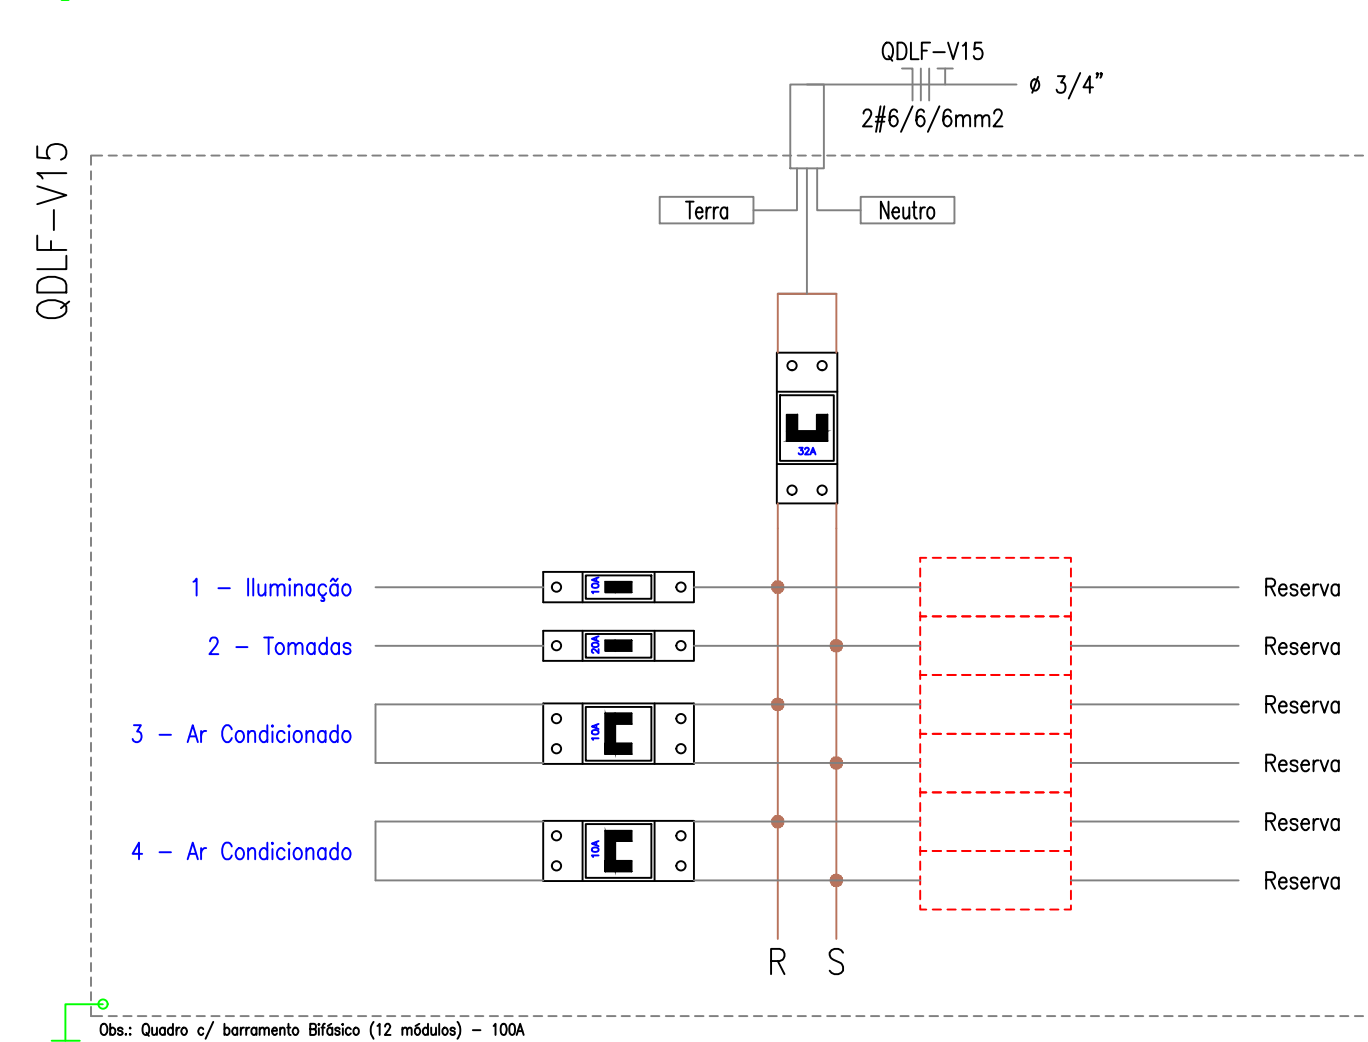 QDLF-V15
ø 3/4"
2#6/6/6mm2
QDLF-V15
Terra
Neutro
32A
1 - Iluminação
10A
Reserva
2 - Tomadas
20A
Reserva
3 - Ar Condicionado
10A
Reserva
Reserva
4 - Ar Condicionado
10A
Reserva
Reserva
R
S
Obs.: Quadro c/ barramento Bifásico (12 módulos) - 100A